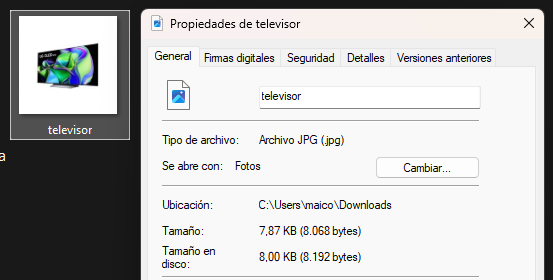 televisor
a
Propiedades de televisor
General Firmas digitales Seguridad Detalles Versiones anteriores
televisor
Tipo de archivo: Archivo JPG (.jpg)
Se abre con: Fotos Cambiar...
Ubicación: C:\Users\maico\Downloads
Tamaño: 7,87 KB (8.068 bytes)
Tamaño en
disco: 8,00 KB (8.192 bytes)